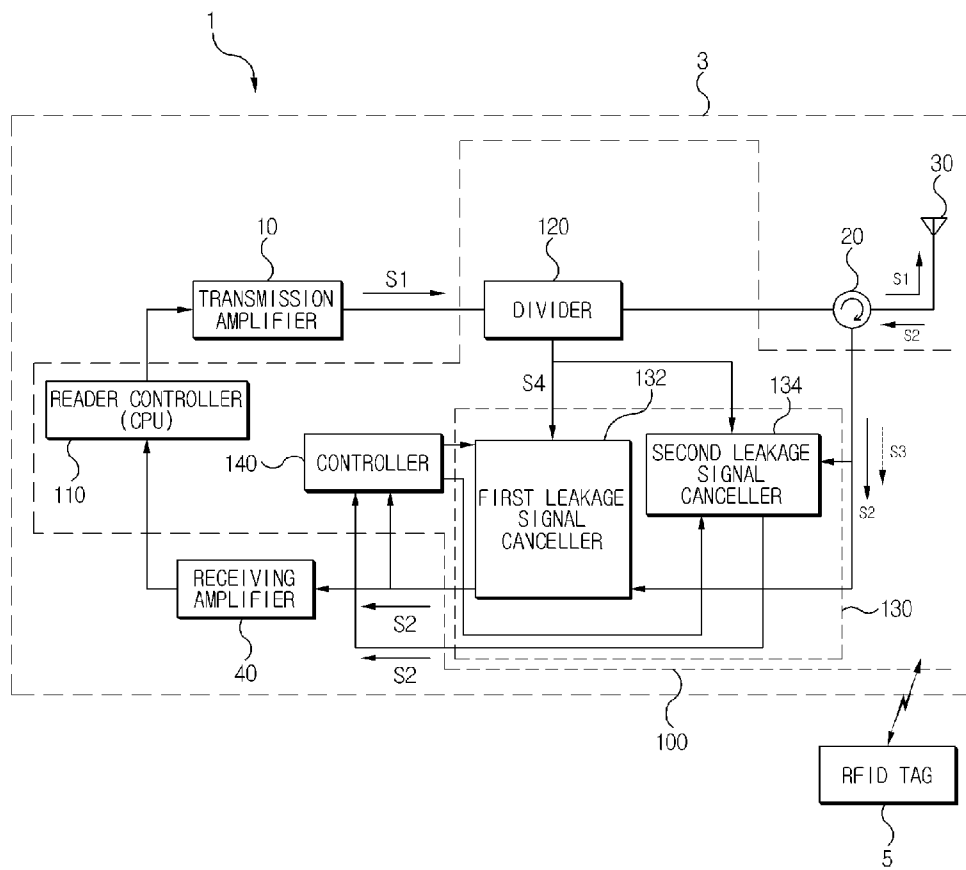 1
3
30
10
120
20
S1
S1
TRANSMISSION
AMPLIFIER
DIVIDER
S2
S4
132
134
READER CONTROLLER
(CPU)
110
140
CONTROLLER
FIRST LEAKAGE
SIGNAL
CANCELLER
SECOND LEAKAGE
SIGNAL
CANCELLER
S3
S2
RECEIVING
AMPLIFIER
40
S2
S2
130
100
RFID TAG
5